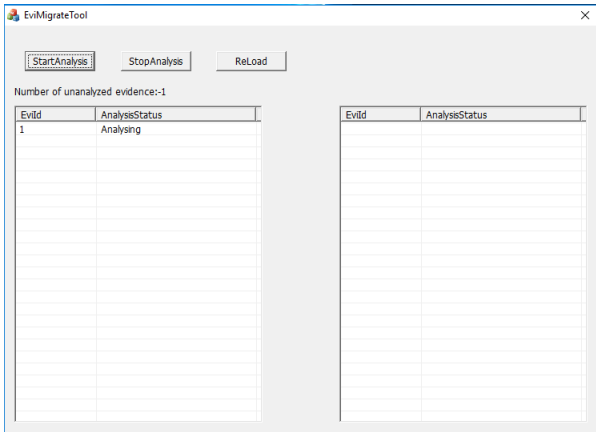 EviMigrateTool
StartAnalysis StopAnalysis ReLoad
Number of unanalyzed evidence:-1
EviId AnalysisStatus EviId AnalysisStatus
1 Analysing